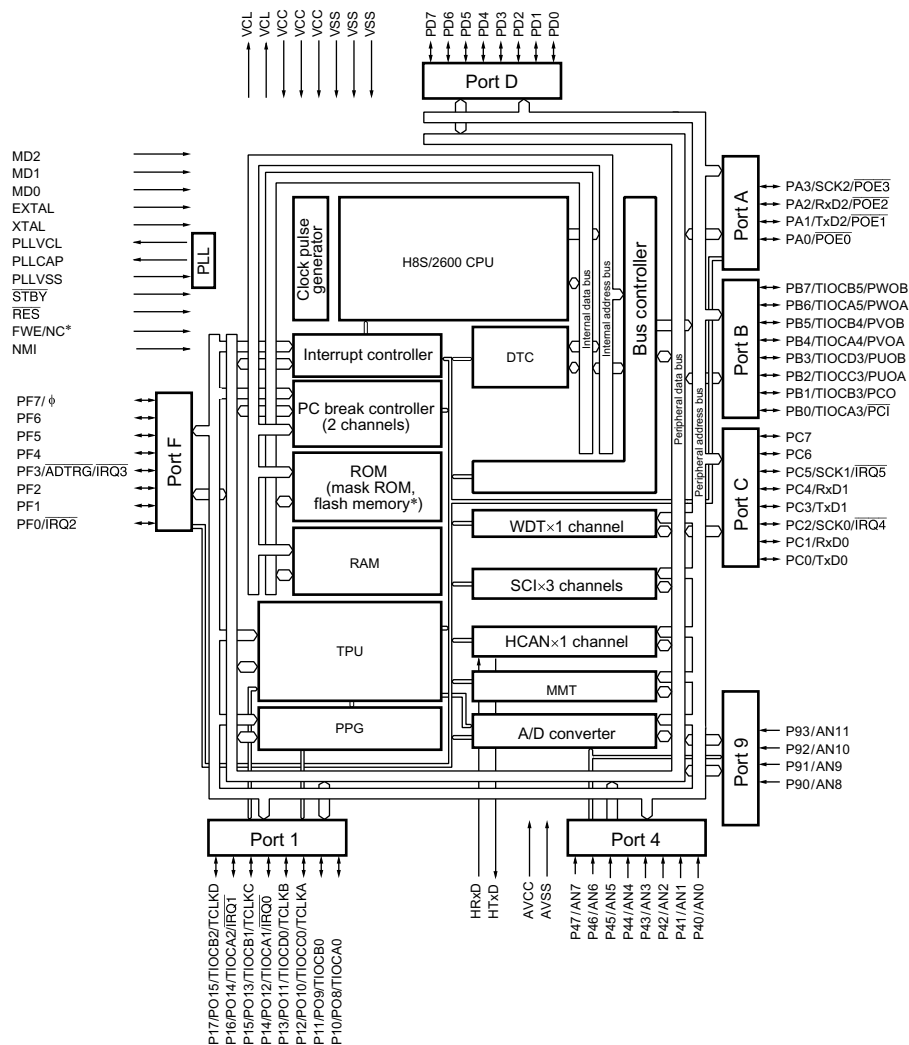 VCL
VCL
VCC
VCC
VCC
VSS
VSS
VSS
PD7
PD6
PD5
PD4
PD3
PD2
PD1
PD0
Port D
MD2
MD1
MD0
EXTAL
XTAL
PLLVCL
PLLCAP
PLLVSS
STBY
RES
FWE/NC*
NMI
PLL
Clock pulse
generator
H8S/2600 CPU
Internal data bus
Internal address bus
Bus controller
Peripheral data bus
Peripheral address bus
Port A
PA3/SCK2/POE3
PA2/RxD2/POE2
PA1/TxD2/POE1
PA0/POE0
Interrupt controller
DTC
PC break controller
(2 channels)
ROM
(mask ROM,
flash memory*)
RAM
TPU
PPG
WDT×1 channel
SCI×3 channels
HCAN×1 channel
MMT
A/D converter
Port B
PB7/TIOCB5/PWOB
PB6/TIOCA5/PWOA
PB5/TIOCB4/PVOB
PB4/TIOCA4/PVOA
PB3/TIOCD3/PUOB
PB2/TIOCC3/PUOA
PB1/TIOCB3/PCO
PB0/TIOCA3/PCI
PF7/ϕ
PF6
PF5
PF4
PF3/ADTRG/IRQ3
PF2
PF1
PF0/IRQ2
Port F
Port C
PC7
PC6
PC5/SCK1/IRQ5
PC4/RxD1
PC3/TxD1
PC2/SCK0/IRQ4
PC1/RxD0
PC0/TxD0
Port 9
P93/AN11
P92/AN10
P91/AN9
P90/AN8
Port 1
P17/PO15/TIOCB2/TCLKD
P16/PO14/TIOCA2/IRQ1
P15/PO13/TIOCB1/TCLKC
P14/PO12/TIOCA1/IRQ0
P13/PO11/TIOCD0/TCLKB
P12/PO10/TIOCC0/TCLKA
P11/PO9/TIOCB0
P10/PO8/TIOCA0
HRxD
HTxD
AVCC
AVSS
Port 4
P47/AN7
P46/AN6
P45/AN5
P44/AN4
P43/AN3
P42/AN2
P41/AN1
P40/AN0